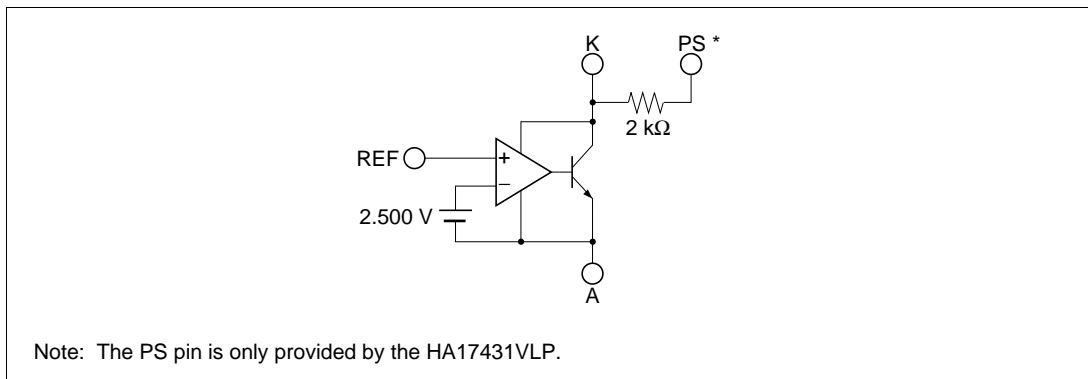 K
PS *
2 kΩ
REF
+
−
2.500 V
A
Note: The PS pin is only provided by the HA17431VLP.